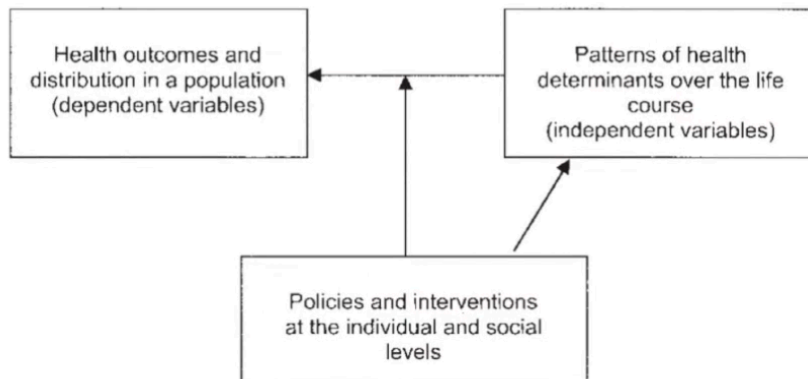 Health outcomes and
distribution in a population
(dependent variables)
Patterns of health
determinants over the life
course
(independent variables)
Policies and interventions
at the individual and social
levels